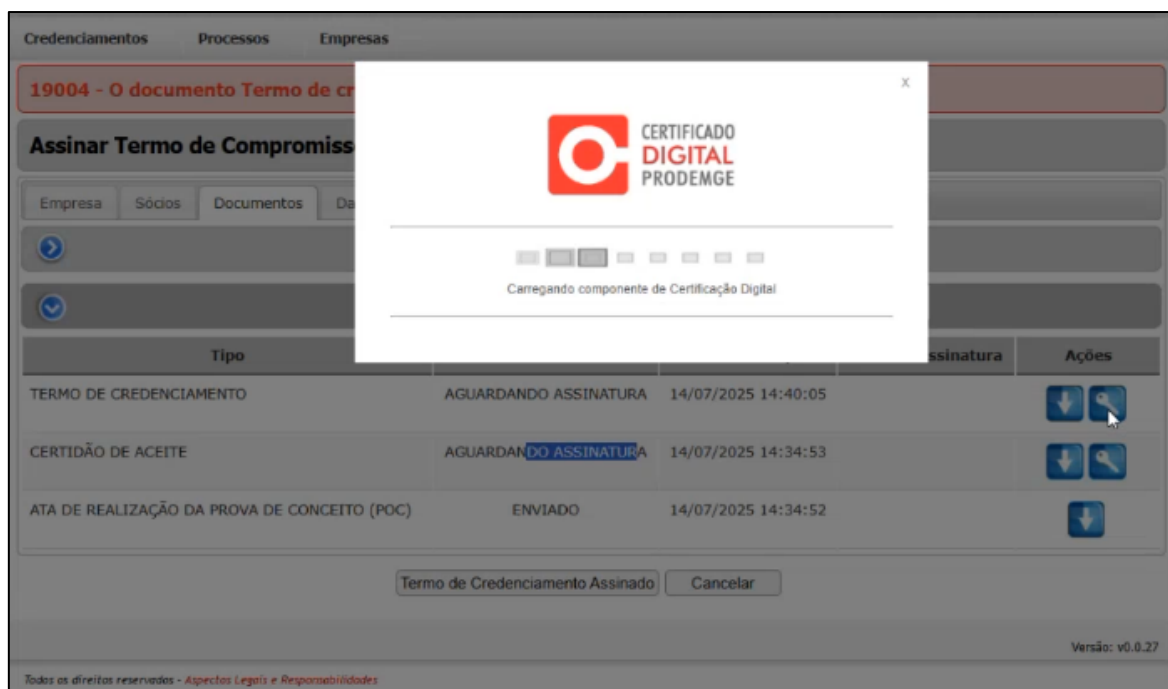 Credenciamentos Processos Empresas
19004 - O documento Termo de cr
Assinar Termo de Compromiss
Empresa Sócios Documentos Da
x
CERTIFICADO
DIGITAL
PRODEMGE
Carregando componente de Certificação Digital
Tipo ssinatura Ações
TERMO DE CREDENCIAMENTO AGUARDANDO ASSINATURA 14/07/2025 14:40:05
CERTIDÃO DE ACEITE AGUARDANDO ASSINATURA 14/07/2025 14:34:53
ATA DE REALIZAÇÃO DA PROVA DE CONCEITO (POC) ENVIADO 14/07/2025 14:34:52
Termo de Credenciamento Assinado Cancelar
Versão: v0.0.27
Todos os direitos reservados - Aspectos Legais e Responsabilidades